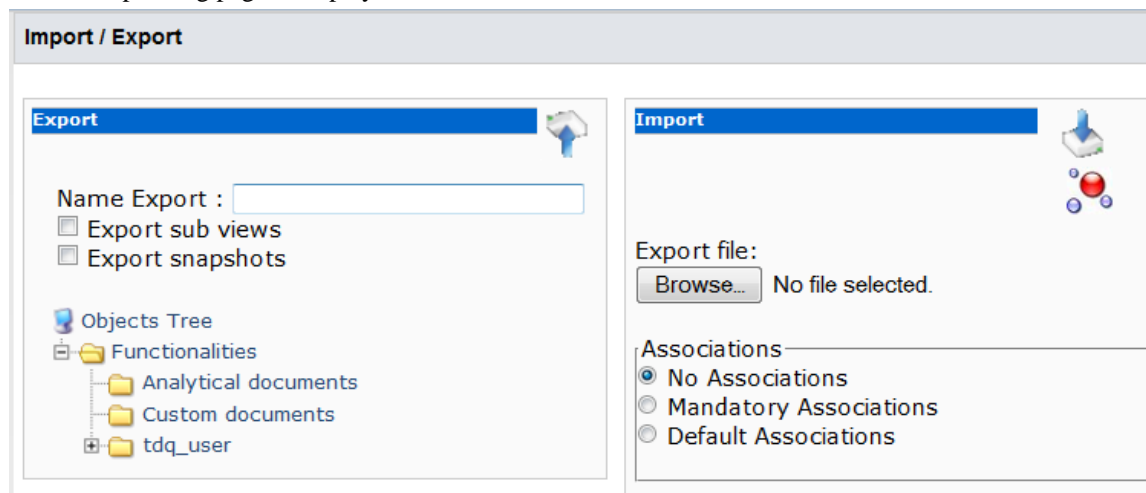 Import / Export
Export
Name Export :
Export sub views
Export snapshots
Objects Tree
Functionalities
Analytical documents
Custom documents
tdq_user
Import
Export file:
Browse... No file selected.
Associations
No Associations
Mandatory Associations
Default Associations